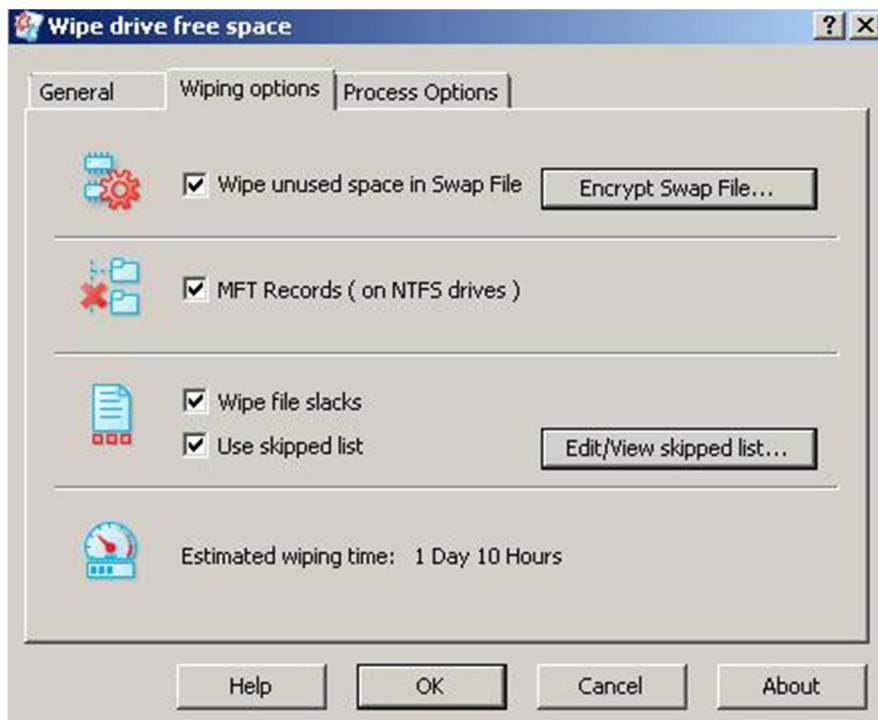 Wipe drive free space
General Wiping options Process Options
Wipe unused space in Swap File Encrypt Swap File...
MFT Records ( on NTFS drives )
Wipe file slacks
Use skipped list Edit/View skipped list...
Estimated wiping time: 1 Day 10 Hours
Help OK Cancel About